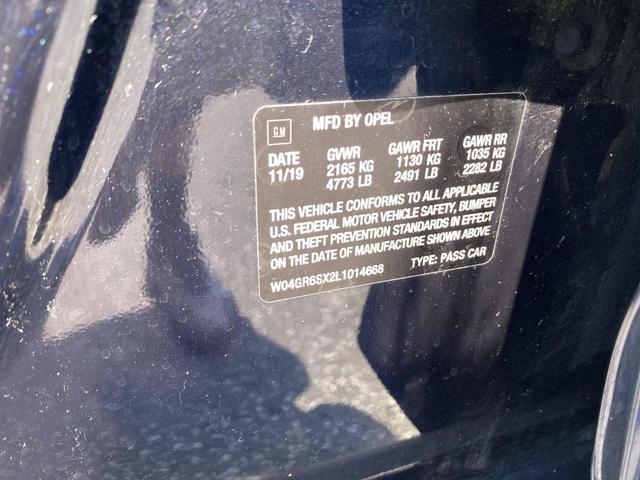 GM
MFD BY OPEL
DATE
11/19
GVWR
2165 KG
4773 LB
GAWR FRT
1130 KG
2491 LB
GAWR RR
1035 KG
2282 LB
THIS VEHICLE CONFORMS TO ALL APPLICABLE
U.S. FEDERAL MOTOR VEHICLE SAFETY, BUMPER
AND THEFT PREVENTION STANDARDS IN EFFECT
ON THE DATE OF MANUFACTURE SHOWN ABOVE
W04GR6SX2L1014668 TYPE: PASS CAR